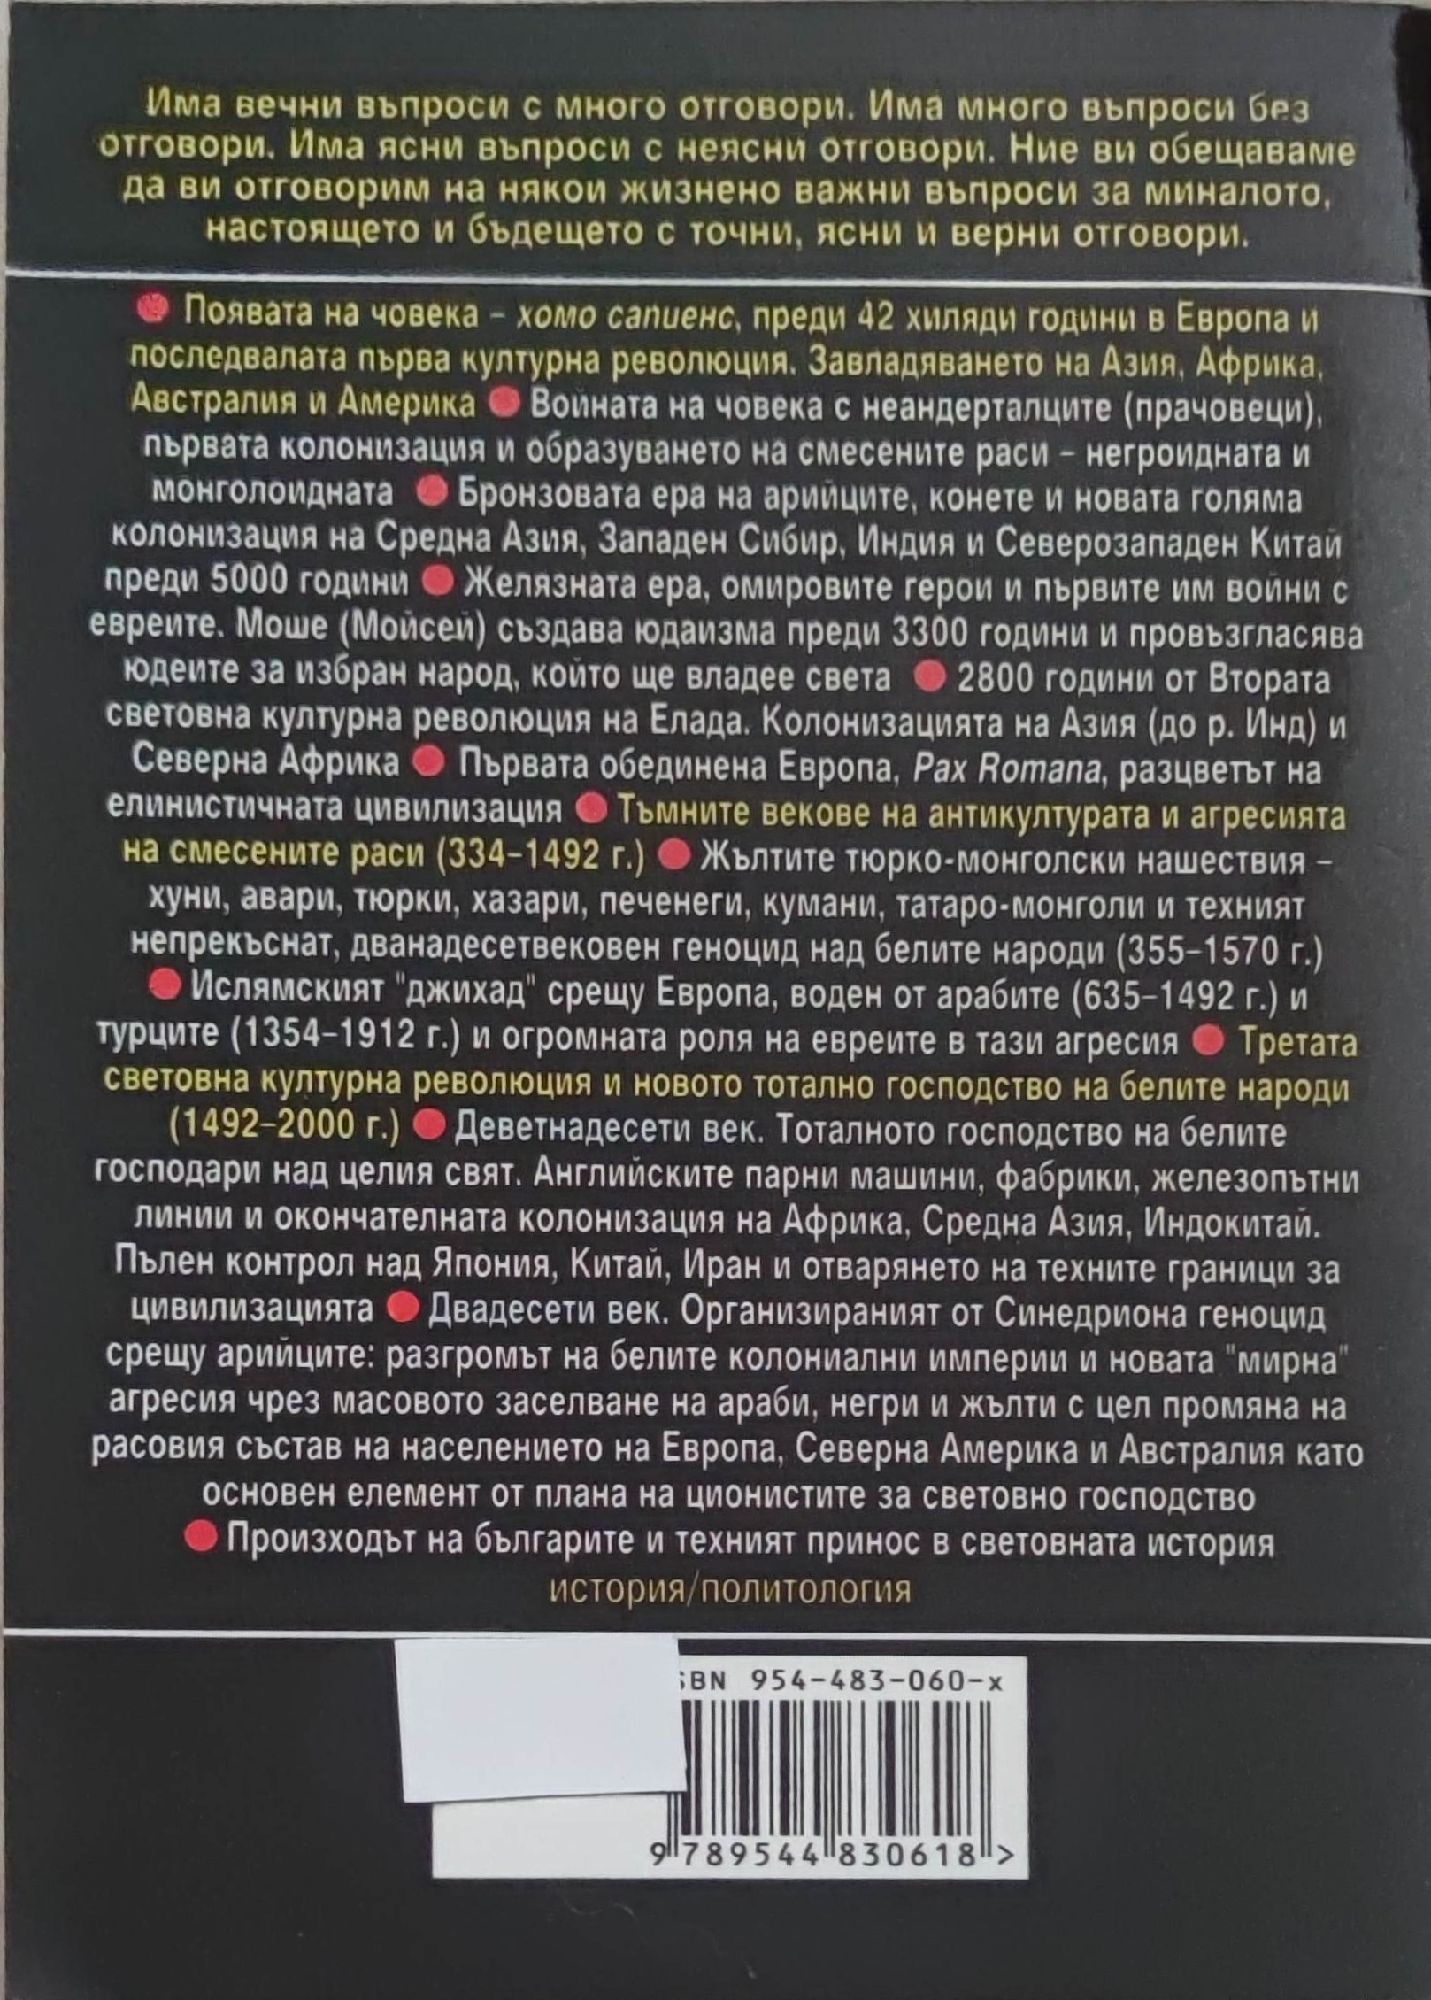 Има вечни въпроси с много отговори. Има много въпроси без
отговори. Има ясни въпроси с неясни отговори. Ние ви обещаваме
да ви отговорим на някои жизнено важни въпроси за миналото,
настоящето и бъдещето с точни, ясни и верни отговори.
● Появата на човека – хомо сапиенс, преди 42 хиляди години в Европа и
последвалата първа културна революция. Завладяването на Азия, Африка,
Австралия и Америка ● Войната на човека с неандерталците (прачовеци),
първата колонизация и образуването на смесените раси – негроидната и
монголоидната ● Бронзовата ера на арийците, конете и новата голяма
колонизация на Средна Азия, Западен Сибир, Индия и Северозападен Китай
преди 5000 години ● Желязната ера, омировите герои и първите им войни с
евреите. Моше (Мойсей) създава юдаизма преди 3300 години и провъзгласява
юдеите за избран народ, който ще владее света ● 2800 години от Втората
световна културна революция на Елада. Колонизацията на Азия (до р. Инд) и
Северна Африка ● Първата обединена Европа, Pax Romana, разцветът на
елинистичната цивилизация ● Тъмните векове на антикултурата и агресията
на смесените раси (334–1492 г.) ● Жълтите тюрко-монголски нашествия –
хуни, авари, тюрки, хазари, печенеги, кумани, татаро-монголи и техният
непрекъснат, дванадесетвековен геноцид над белите народи (355–1570 г.)
● Ислямският "джихад" срещу Европа, воден от арабите (635–1492 г.) и
турците (1354–1912 г.) и огромната роля на евреите в тази агресия ● Третата
световна културна революция и новото тотално господство на белите народи
(1492–2000 г.) ● Деветнадесети век. Тоталното господство на белите
господари над целия свят. Английските парни машини, фабрики, железопътни
линии и окончателната колонизация на Африка, Средна Азия, Индокитай.
Пълен контрол над Япония, Китай, Иран и отварянето на техните граници за
цивилизацията ● Двадесети век. Организираният от Синедриона геноцид
срещу арийците: разгромът на белите колониални империи и новата "мирна"
агресия чрез масовото заселване на араби, негри и жълти с цел промяна на
расовия състав на населението на Европа, Северна Америка и Австралия като
основен елемент от плана на ционистите за световно господство
● Произходът на българите и техният принос в световната история
история/политология
SBN 954-483-060-x
9 789544 830618 >